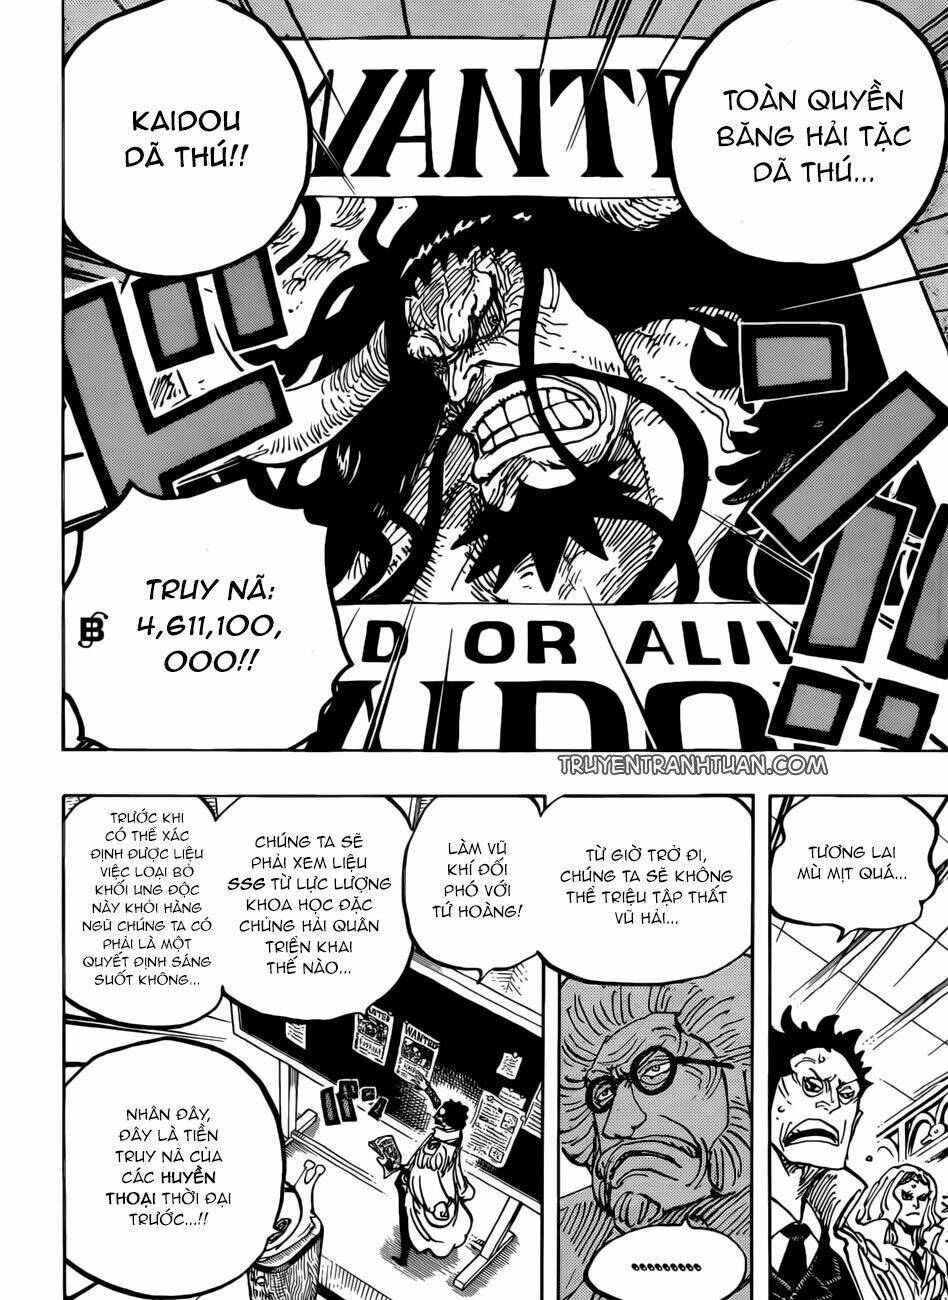 WANTE
TOÀN QUYỀN
BĂNG HẢI TẶC
DÃ THÚ...
KAIDOU
DÃ THÚ!!
ド
TRUY NÃ:
B
4,611,100,
000!!
D OR ALIV
AIDO
TRUYENTRANHTUAN.COM
TƯƠNG LAI
MÙ MỊT QUÁ...
TỪ GIỜ TRỞ ĐI,
CHÚNG TA SẼ KHÔNG
THỂ TRIỆU TẬP THẤT
VŨ HẢI...
LÀM VŨ
KHÍ ĐỐI
PHÓ VỚI
TỨ HOÀNG!
CHÚNG TA SẼ
PHẢI XEM LIỆU
SSG TỪ LỰC LƯỢNG
KHOA HỌC ĐẶC
CHỦNG HẢI QUÂN
TRIỂN KHAI
THẾ NÀO...
TRƯỚC KHI
CÓ THỂ XÁC
ĐỊNH ĐƯỢC LIỆU
VIỆC LOẠI BỎ
KHỐI UNG ĐỘC
NÀY KHỎI HÀNG
NGŨ CHÚNG TA CÓ
PHẢI LÀ MỘT
QUYẾT ĐỊNH SÁNG
SUỐT KHÔNG...
WANTED
NHÂN ĐÂY,
ĐÂY LÀ TIỀN
TRUY NÃ CỦA
CÁC HUYỀN
THOẠI THỜI ĐẠI
TRƯỚC...!!
..........